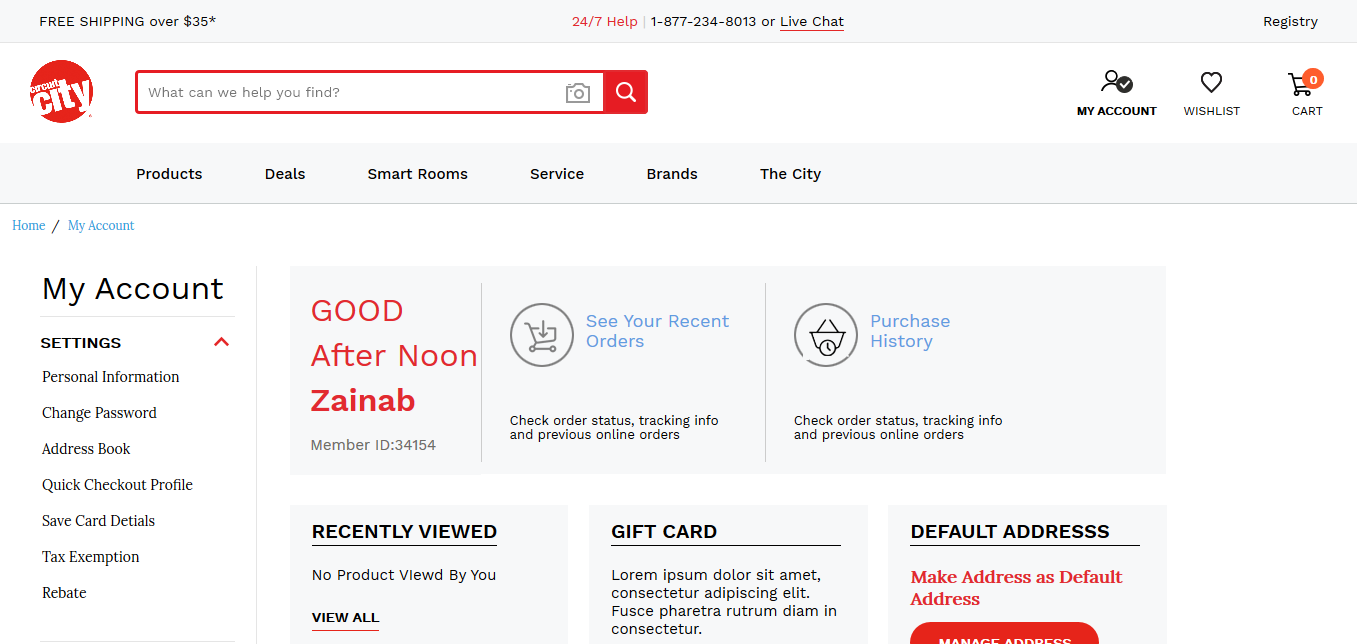 FREE SHIPPING over $35*
24/7 Help | 1-877-234-8013 or Live Chat
Registry
circuit
city
What can we help you find?
MY ACCOUNT
WISHLIST
0
CART
Products
Deals
Smart Rooms
Service
Brands
The City
Home / My Account
My Account
SETTINGS
Personal Information
Change Password
Address Book
Quick Checkout Profile
Save Card Detials
Tax Exemption
Rebate
GOOD
After Noon
Zainab
Member ID:34154
See Your Recent
Orders
Check order status, tracking info
and previous online orders
Purchase
History
Check order status, tracking info
and previous online orders
RECENTLY VIEWED
No Product VIewd By You
VIEW ALL
GIFT CARD
Lorem ipsum dolor sit amet,
consectetur adipiscing elit.
Fusce pharetra rutrum diam in
consectetur.
DEFAULT ADDRESSS
Make Address as Default
Address
MANAGE ADDRESS